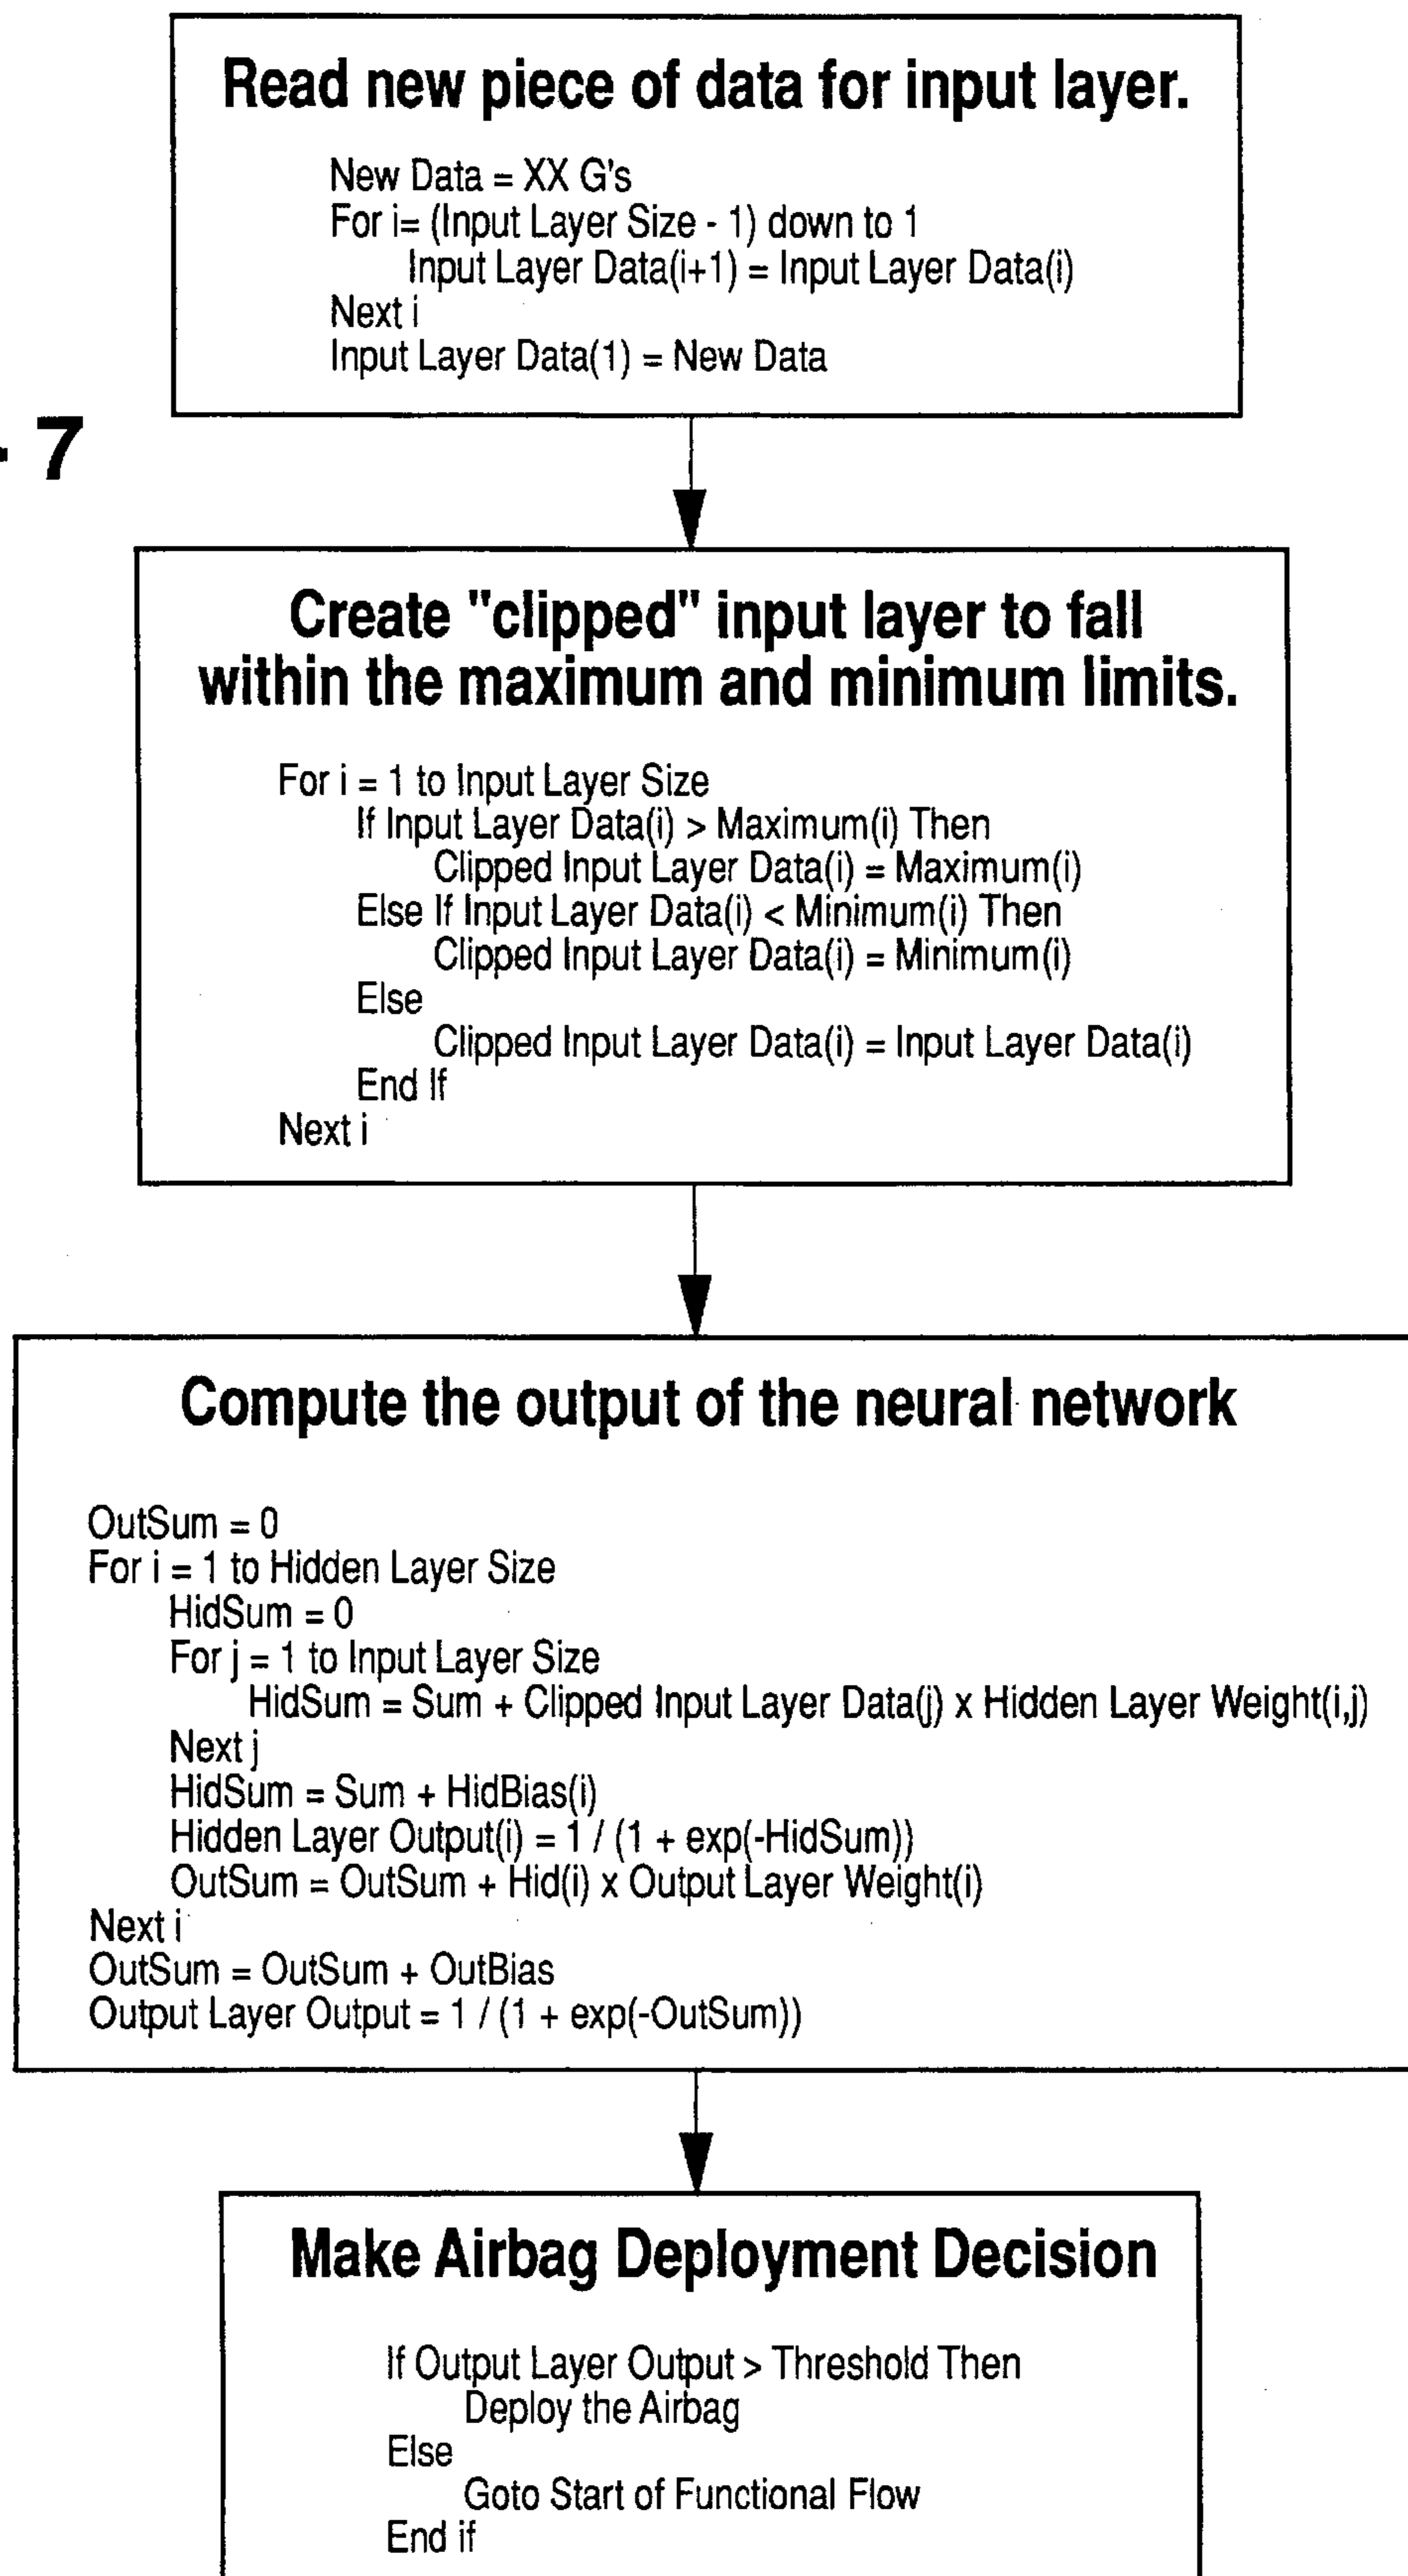 Read new piece of data for input layer.
New Data = XX G's
For i= (Input Layer Size - 1) down to 1
Input Layer Data(i+1) = Input Layer Data(i)
Next i
Input Layer Data(1) = New Data
- 7
Create "clipped" input layer to fall
within the maximum and minimum limits.
For i = 1 to Input Layer Size
If Input Layer Data(i) > Maximum(i) Then
Clipped Input Layer Data(i) = Maximum(i)
Else If Input Layer Data(i) < Minimum(i) Then
Clipped Input Layer Data(i) = Minimum(i)
Else
Clipped Input Layer Data(i) = Input Layer Data(i)
End If
Next i
Compute the output of the neural network
OutSum = 0
For i = 1 to Hidden Layer Size
HidSum = 0
For j = 1 to Input Layer Size
HidSum = Sum + Clipped Input Layer Data(j) x Hidden Layer Weight(i,j)
Next j
HidSum = Sum + HidBias(i)
Hidden Layer Output(i) = 1 / (1 + exp(-HidSum))
OutSum = OutSum + Hid(i) x Output Layer Weight(i)
Next i
OutSum = OutSum + OutBias
Output Layer Output = 1 / (1 + exp(-OutSum))
Make Airbag Deployment Decision
If Output Layer Output > Threshold Then
Deploy the Airbag
Else
Goto Start of Functional Flow
End if